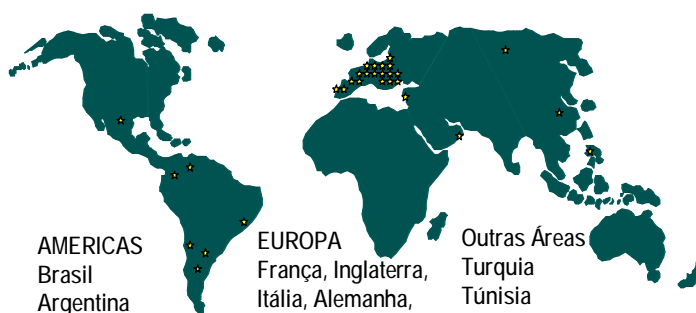 AMERICAS
Brasil
Argentina
EUROPA
França, Inglaterra,
Itália, Alemanha,
Outras Áreas
Turquia
Túnisia